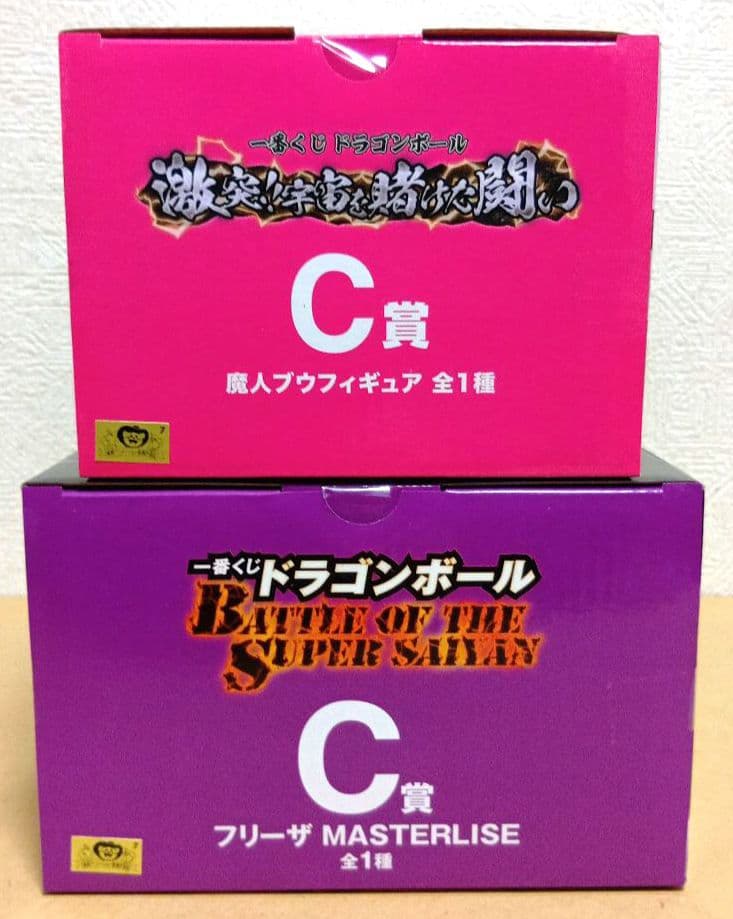 一番くじ ドラゴンボール
激突!!宇宙を賭けた闘い
C賞
魔人ブウフィギュア 全1種
一番くじ ドラゴンボール
BATTLE OF THE
SUPER SAIYAN
C賞
フリーザ MASTERLISE
全1種